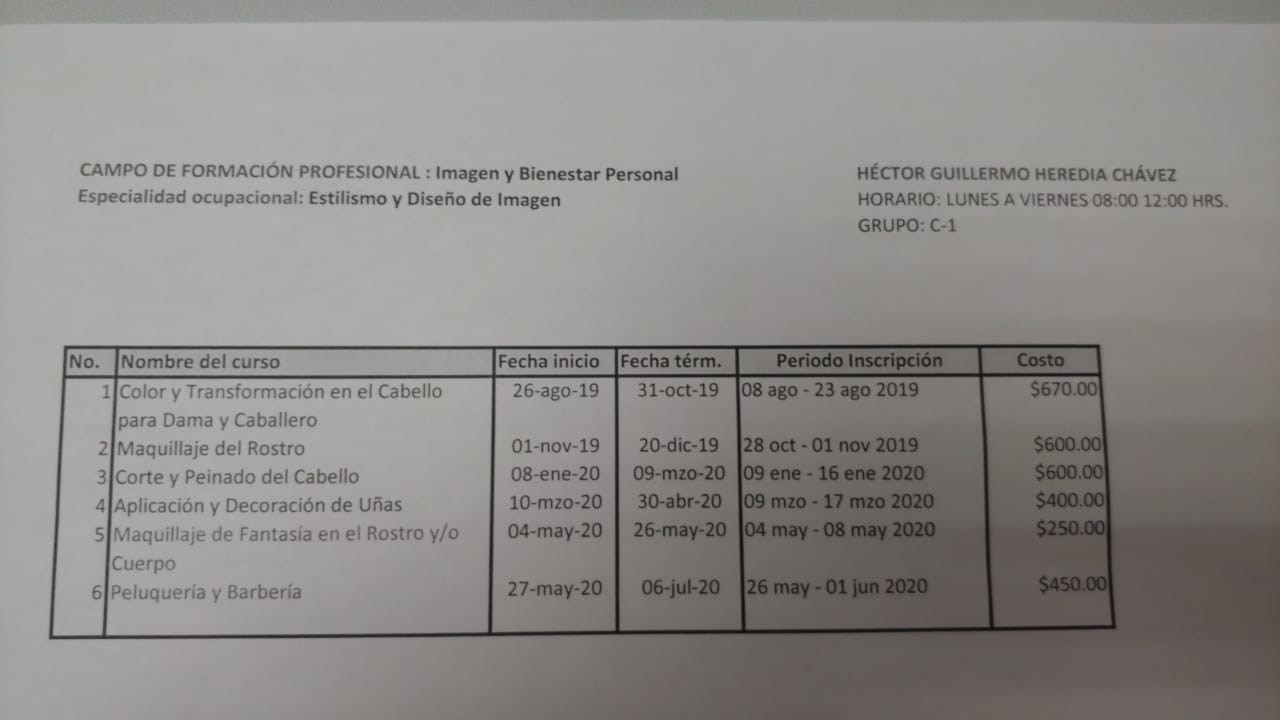 CAMPO DE FORMACIÓN PROFESIONAL : Imagen y Bienestar Personal
Especialidad ocupacional: Estilismo y Diseño de Imagen
HÉCTOR GUILLERMO HEREDIA CHÁVEZ
HORARIO: LUNES A VIERNES 08:00 12:00 HRS.
GRUPO: C-1
No. Nombre del curso Fecha inicio Fecha térm. Periodo Inscripción Costo
1 Color y Transformación en el Cabello 26-ago-19 31-oct-19 08 ago - 23 ago 2019 $670.00
para Dama y Caballero
2 Maquillaje del Rostro 01-nov-19 20-dic-19 28 oct - 01 nov 2019 $600.00
3 Corte y Peinado del Cabello 08-ene-20 09-mzo-20 09 ene - 16 ene 2020 $600.00
4 Aplicación y Decoración de Uñas 10-mzo-20 30-abr-20 09 mzo - 17 mzo 2020 $400.00
5 Maquillaje de Fantasía en el Rostro y/o 04-may-20 26-may-20 04 may - 08 may 2020 $250.00
Cuerpo
6 Peluquería y Barbería 27-may-20 06-jul-20 26 may - 01 jun 2020 $450.00